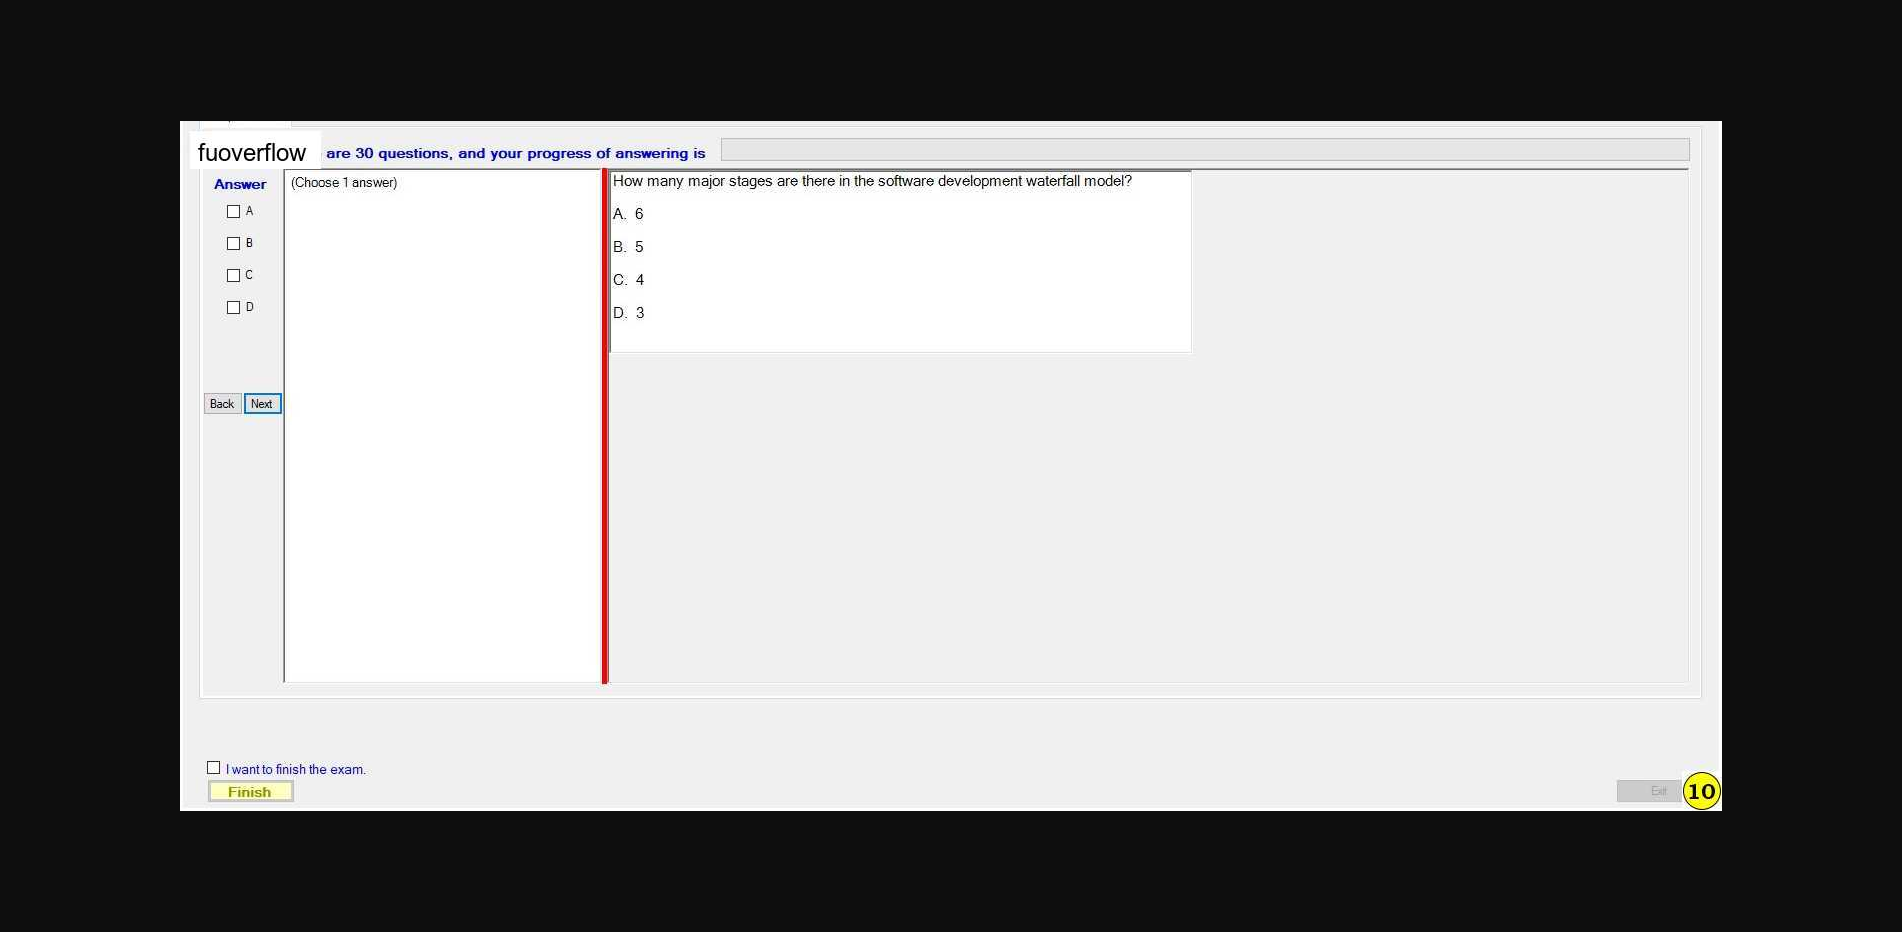 fuoverflow are 30 questions, and your progress of answering is
Answer
A
B
C
D
Back Next
(Choose 1 answer)
How many major stages are there in the software development waterfall model?
A. 6
B. 5
C. 4
D. 3
I want to finish the exam.
Finish
Exit
10